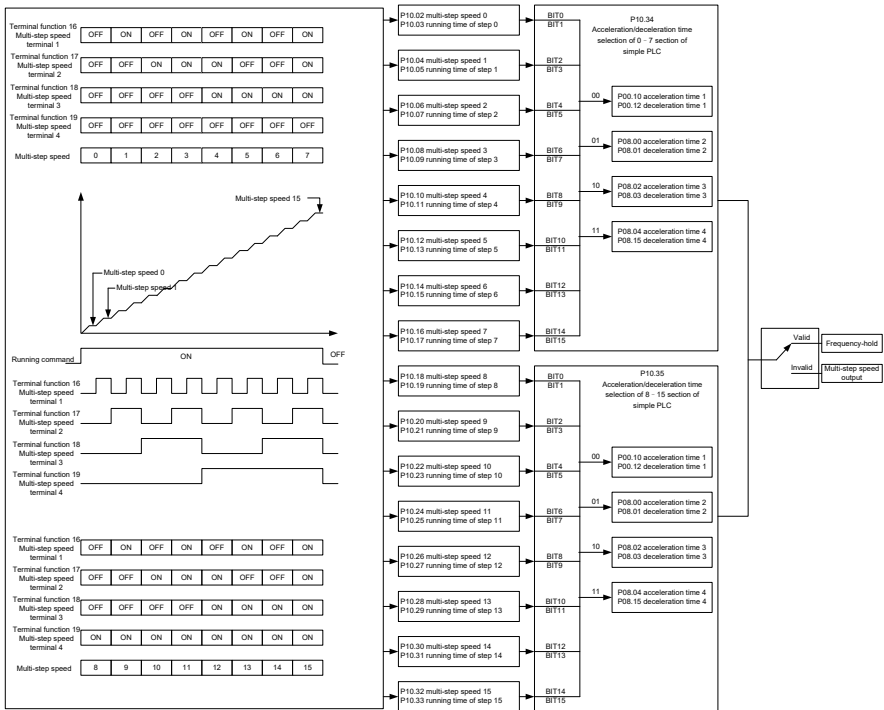 Terminal function 16
Multi-step speed
terminal 1
OFF ON OFF ON OFF ON OFF ON
Terminal function 17
Multi-step speed
terminal 2
OFF OFF ON ON OFF OFF ON ON
Terminal function 18
Multi-step speed
terminal 3
OFF OFF OFF OFF ON ON ON ON
Terminal function 19
Multi-step speed
terminal 4
OFF OFF OFF OFF OFF OFF OFF OFF
Multi-step speed
0 1 2 3 4 5 6 7
Multi-step speed 15
Multi-step speed 0
Multi-step speed 1
Running command
ON
OFF
Terminal function 16
Multi-step speed
terminal 1
Terminal function 17
Multi-step speed
terminal 2
Terminal function 18
Multi-step speed
terminal 3
Terminal function 19
Multi-step speed
terminal 4
Terminal function 16
Multi-step speed
terminal 1
OFF ON OFF ON OFF ON OFF ON
Terminal function 17
Multi-step speed
terminal 2
OFF OFF ON ON OFF OFF ON ON
Terminal function 18
Multi-step speed
terminal 3
OFF OFF OFF OFF ON ON ON ON
Terminal function 19
Multi-step speed
terminal 4
ON ON ON ON ON ON ON ON
Multi-step speed
8 9 10 11 12 13 14 15
P10.02 multi-step speed 0
P10.03 running time of step 0
P10.04 multi-step speed 1
P10.05 running time of step 1
P10.06 multi-step speed 2
P10.07 running time of step 2
P10.08 multi-step speed 3
P10.09 running time of step 3
P10.10 multi-step speed 4
P10.11 running time of step 4
P10.12 multi-step speed 5
P10.13 running time of step 5
P10.14 multi-step speed 6
P10.15 running time of step 6
P10.16 multi-step speed 7
P10.17 running time of step 7
P10.18 multi-step speed 8
P10.19 running time of step 8
P10.20 multi-step speed 9
P10.21 running time of step 9
P10.22 multi-step speed 10
P10.23 running time of step 10
P10.24 multi-step speed 11
P10.25 running time of step 11
P10.26 multi-step speed 12
P10.27 running time of step 12
P10.28 multi-step speed 13
P10.29 running time of step 13
P10.30 multi-step speed 14
P10.31 running time of step 14
P10.32 multi-step speed 15
P10.33 running time of step 15
BIT0
BIT1
BIT2
BIT3
BIT4
BIT5
BIT6
BIT7
BIT8
BIT9
BIT10
BIT11
BIT12
BIT13
BIT14
BIT15
P10.34
Acceleration/deceleration time
selection of 0 - 7 section of
simple PLC
00
P00.10 acceleration time 1
P00.12 deceleration time 1
01
P08.00 acceleration time 2
P08.01 deceleration time 2
10
P08.02 acceleration time 3
P08.03 deceleration time 3
11
P08.04 acceleration time 4
P08.15 deceleration time 4
BIT0
BIT1
BIT2
BIT3
BIT4
BIT5
BIT6
BIT7
BIT8
BIT9
BIT10
BIT11
BIT12
BIT13
BIT14
BIT15
P10.35
Acceleration/deceleration time
selection of 8 - 15 section of
simple PLC
00
P00.10 acceleration time 1
P00.12 deceleration time 1
01
P08.00 acceleration time 2
P08.01 deceleration time 2
10
P08.02 acceleration time 3
P08.03 deceleration time 3
11
P08.04 acceleration time 4
P08.15 deceleration time 4
Valid
Frequency-hold
Invalid
Multi-step speed
output